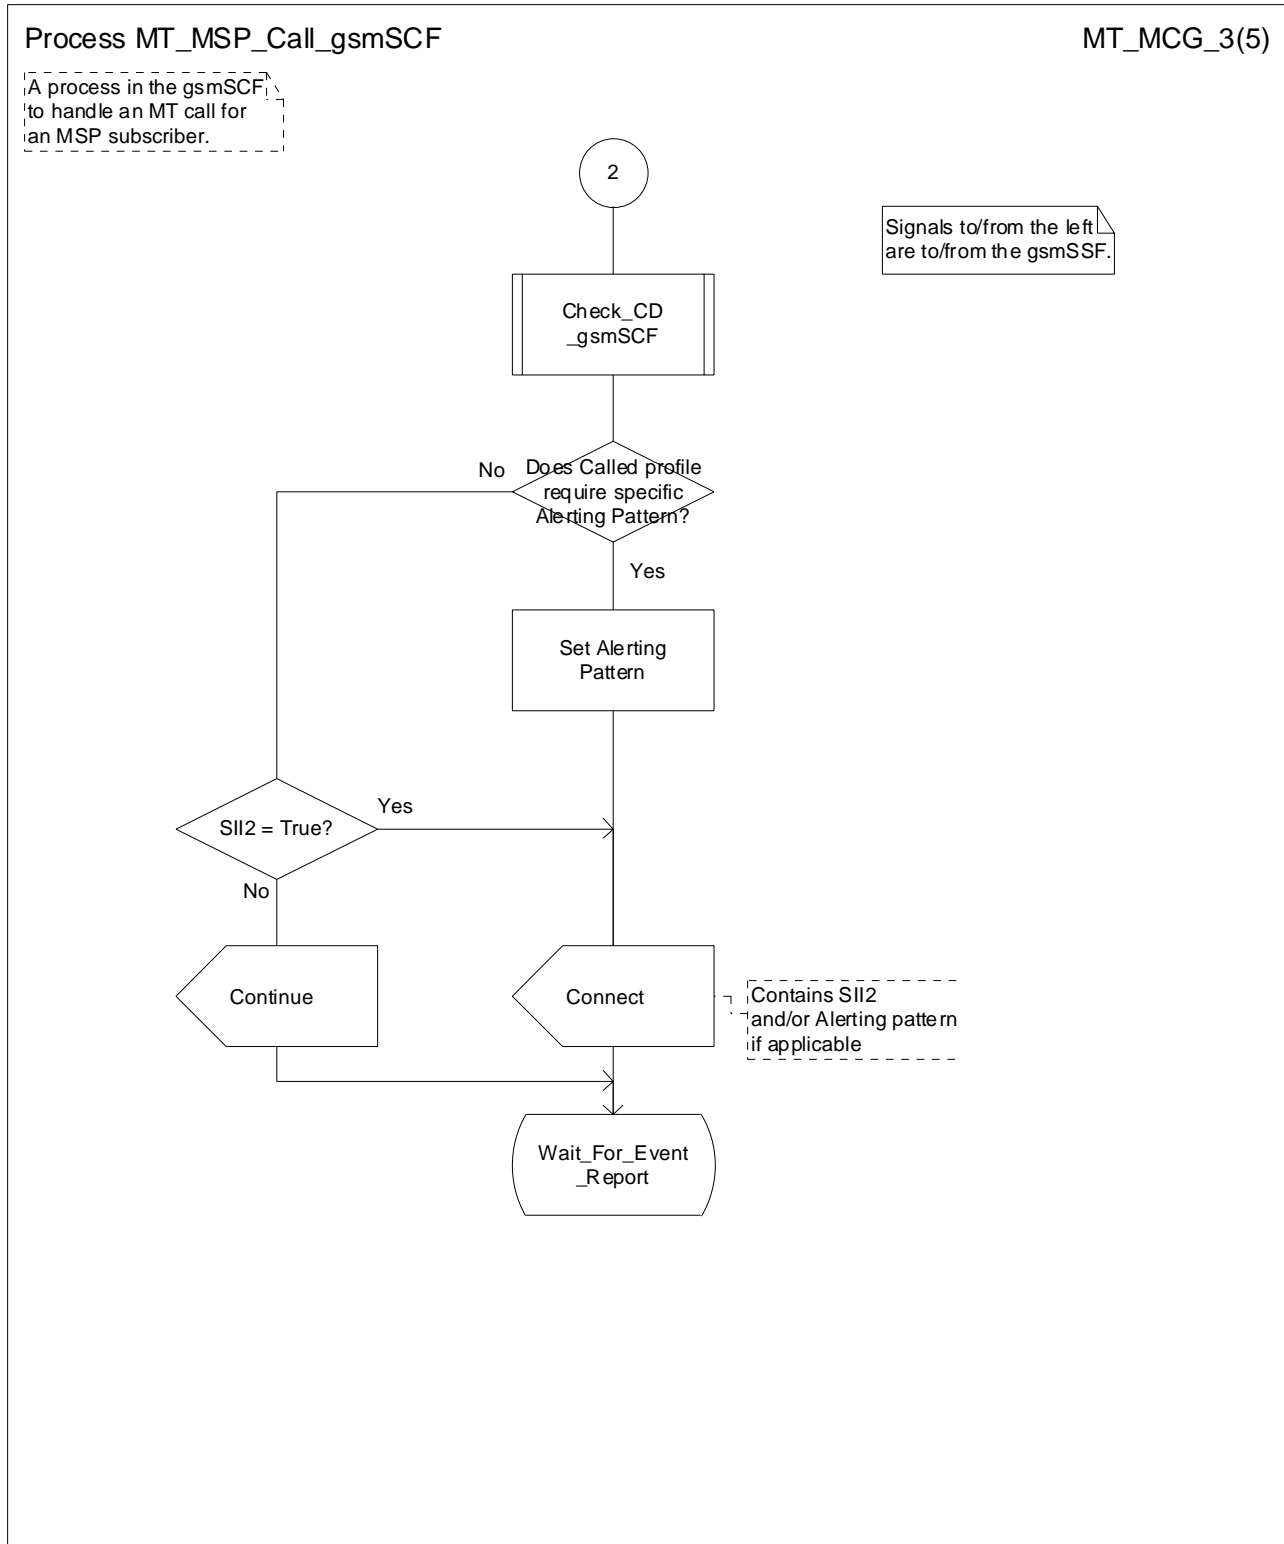 Process MT_MSP_Call_gsmSCF
MT_MCG_3(5)
A process in the gsmSCF
to handle an MT call for
an MSP subscriber.
2
Signals to/from the left
are to/from the gsmSSF.
Check_CD
_gsmSCF
No
Does Called profile
require specific
Alerting Pattern?
Yes
Set Alerting
Pattern
Yes
SII2 = True?
No
Continue
Connect
Contains SII2
and/or Alerting pattern
if applicable
Wait_For_Event
_Report